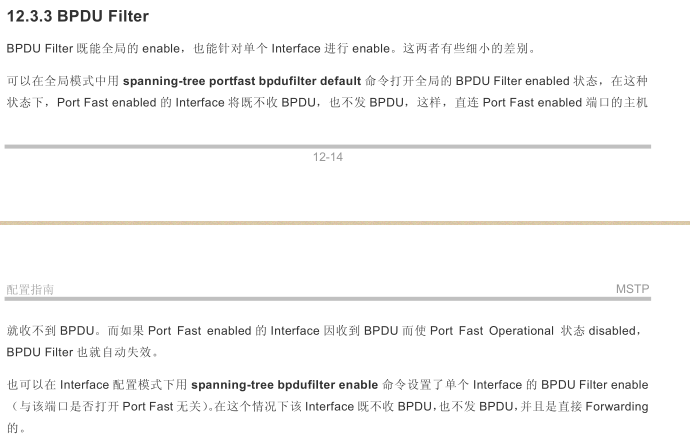 12.3.3 BPDU Filter
BPDU Filter 既能全局的 enable，也能针对单个 Interface 进行 enable。这两者有些细小的差别。
可以在全局模式中用 spanning-tree portfast bpdufilter default 命令打开全局的 BPDU Filter enabled 状态，在这种
状态下，Port Fast enabled 的 Interface 将既不收 BPDU，也不发 BPDU，这样，直连 Port Fast enabled 端口的主机
12-14
配置指南 MSTP
就收不到 BPDU。而如果 Port Fast enabled 的 Interface 因收到 BPDU 而使 Port Fast Operational 状态 disabled，
BPDU Filter 也就自动失效。
也可以在 Interface 配置模式下用 spanning-tree bpdufilter enable 命令设置了单个 Interface 的 BPDU Filter enable
（与该端口是否打开 Port Fast 无关）。在这个情况下该 Interface 既不收 BPDU，也不发 BPDU，并且是直接 Forwarding
的。